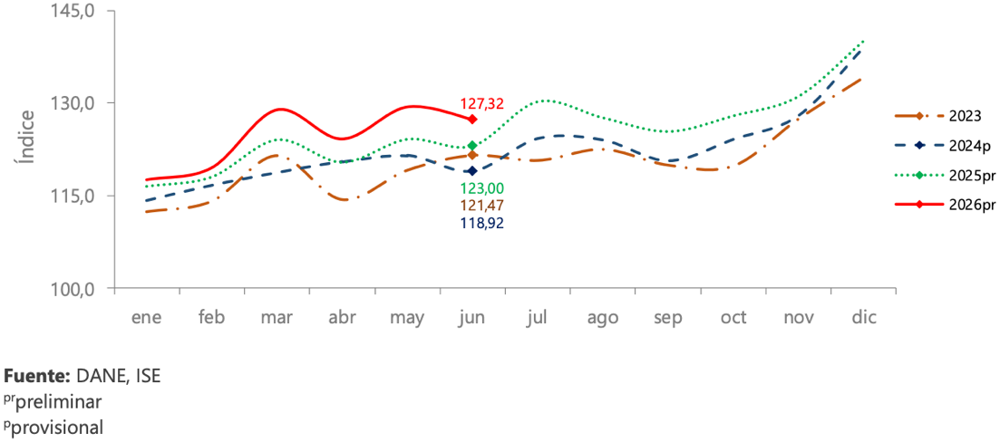 145,0
130,0
115,0
100,0
Índice
127,32
123,00
121,47
118,92
ene feb mar abr may jun jul ago sep oct nov dic
2023
2024p
2025pr
2026pr
Fuente: DANE, ISE
prpreliminar
pprovisional